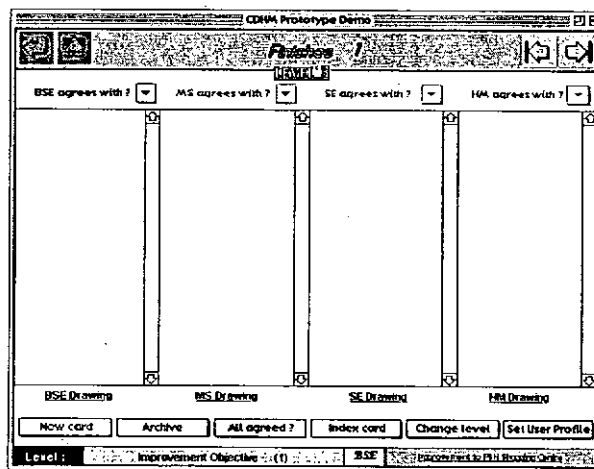 CDHM Prototype Demo
Finishes 1
LEVEL 3
BSE agrees with ? MS agrees with ? SE agrees with ? HM agrees with ?
BSE Drawing MS Drawing SE Drawing HM Drawing
New card Archive All agreed ? Index card Change level Set User Profile
Level : Improvement Objective : (1) BSE